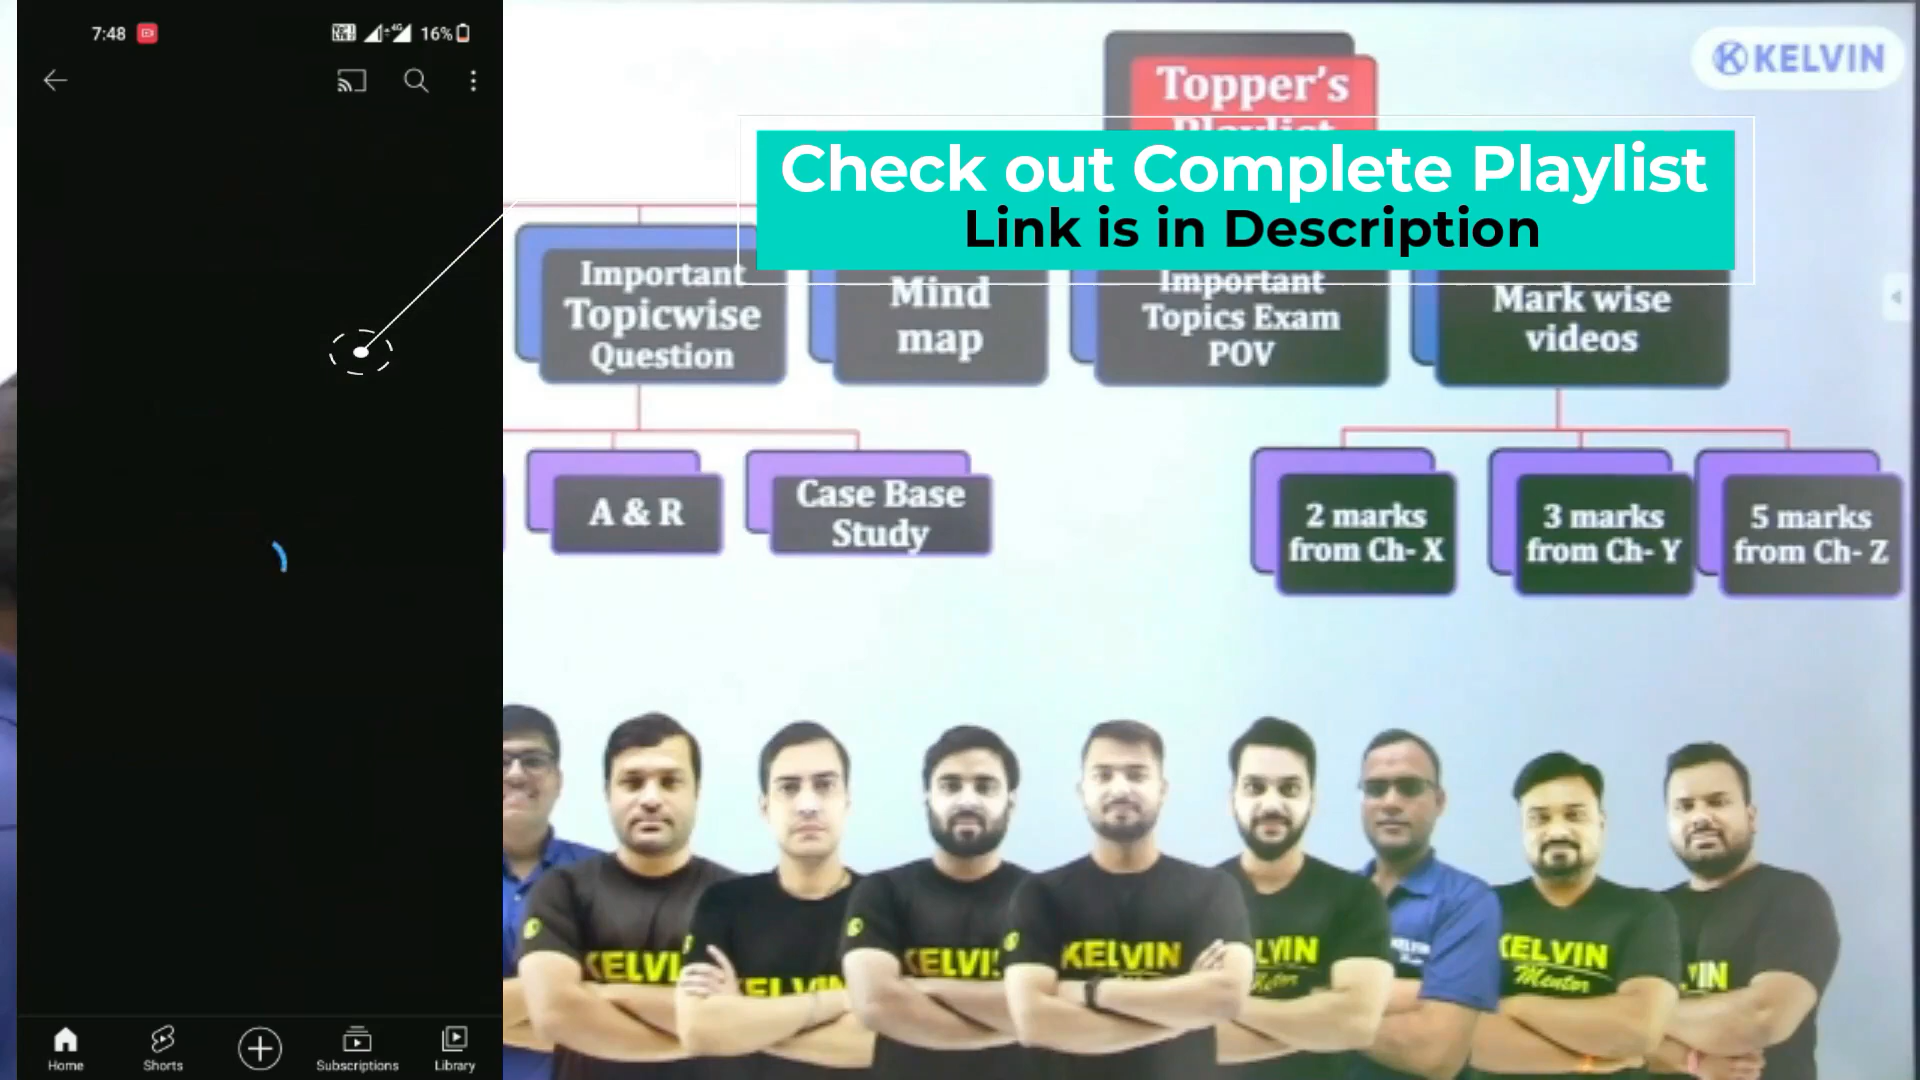 7:48
16%
KELVIN
Topper's
Playlist
Check out Complete Playlist
Link is in Description
Important
Topicwise
Question
Mind
map
Important
Topics Exam
POV
Mark wise
videos
A & R
Case Base
Study
2 marks
from Ch- X
3 marks
from Ch- Y
5 marks
from Ch- Z
KELVIN
Mentor
Home
Shorts
Subscriptions
Library